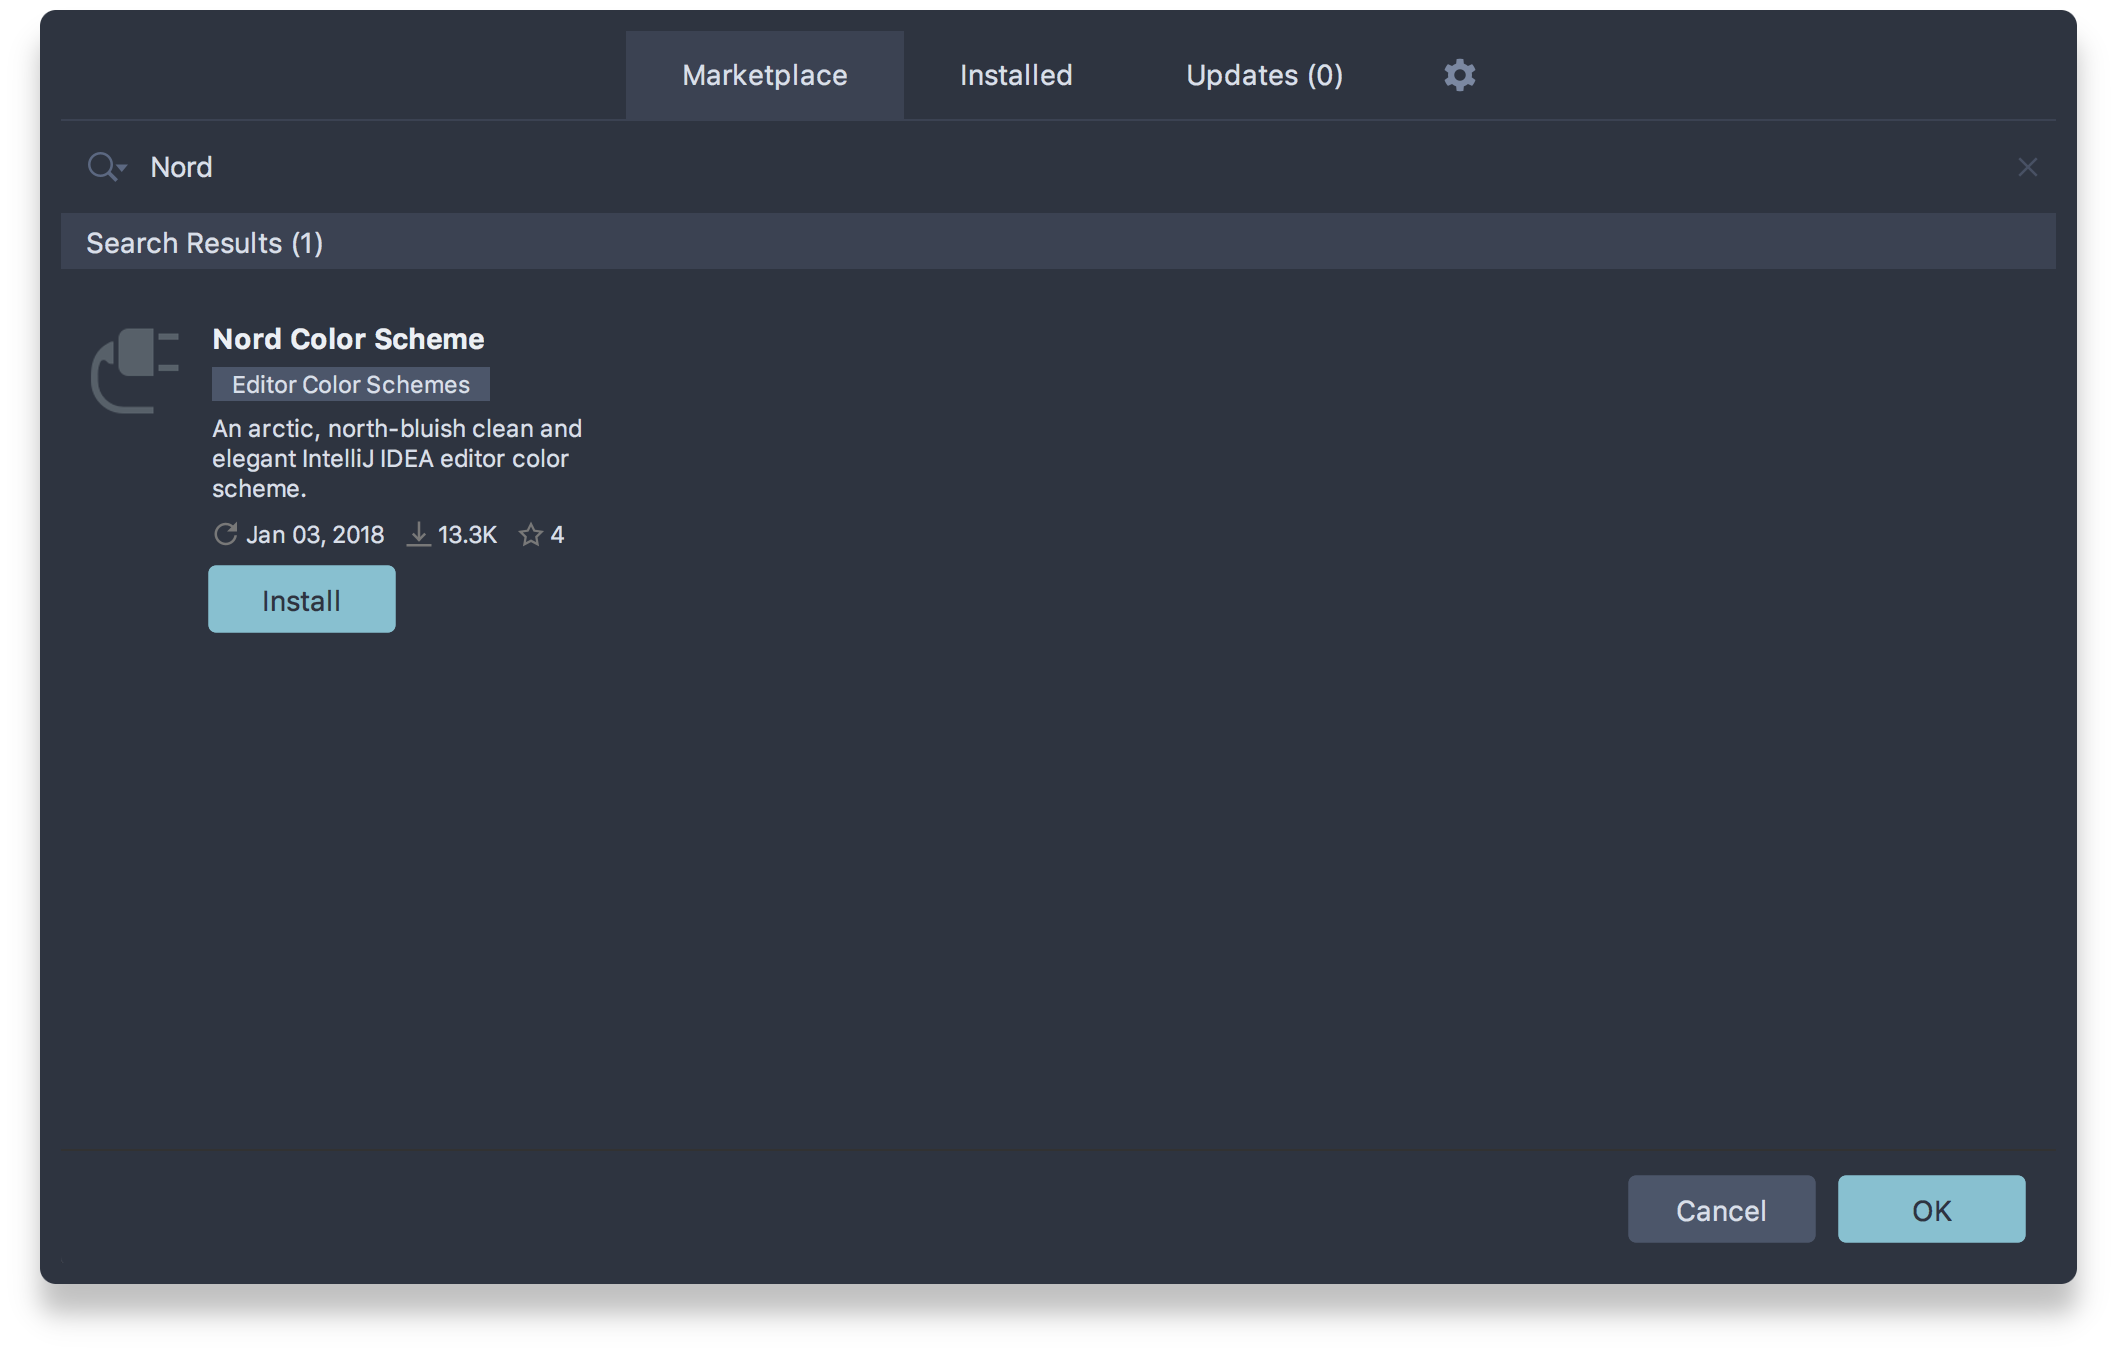 Marketplace Installed Updates (0)
Nord
Search Results (1)
Nord Color Scheme
Editor Color Schemes
An arctic, north-bluish clean and
elegant IntelliJ IDEA editor color
scheme.
Jan 03, 2018 13.3K 4
Install
Cancel OK